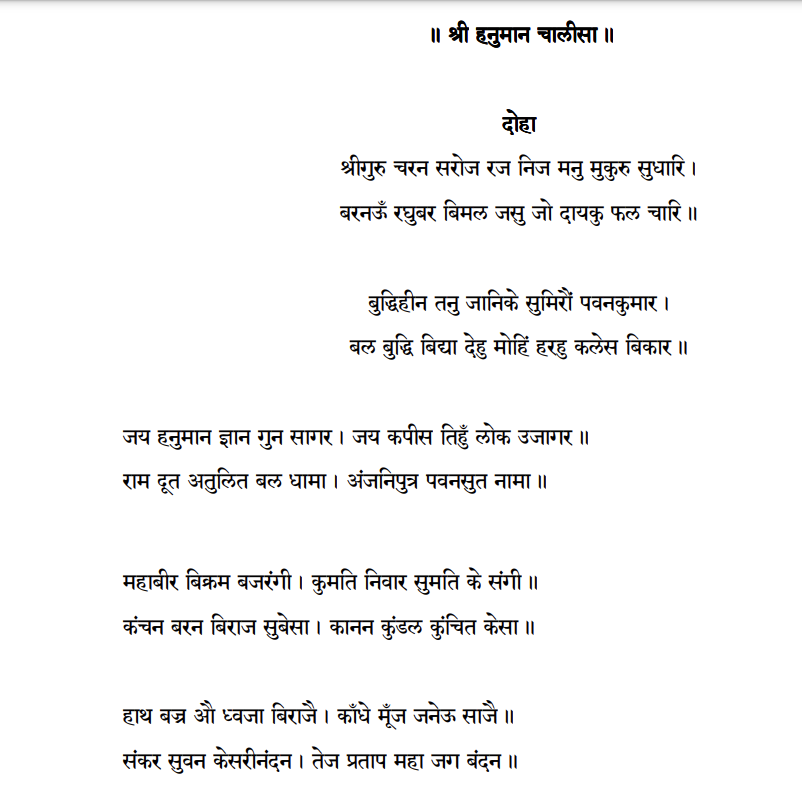 ॥ श्री हनुमान चालीसा ॥
दोहा
श्रीगुरु चरन सरोज रज निज मनु मुकुरु सुधारि ।
बरनऊँ रघुबर बिमल जसु जो दायकु फल चारि ॥
बुद्धिहीन तनु जानिके सुमिरौं पवनकुमार ।
बल बुद्धि बिद्या देहु मोहिं हरहु कलेस बिकार ॥
जय हनुमान ज्ञान गुन सागर । जय कपीस तिहुँ लोक उजागर ॥
राम दूत अतुलित बल धामा । अंजनिपुत्र पवनसुत नामा ॥
महाबीर बिक्रम बजरंगी । कुमति निवार सुमति के संगी ॥
कंचन बरन बिराज सुबेसा । कानन कुंडल कुंचित केसा ॥
हाथ बज्र औ ध्वजा बिराजै । काँधे मूँज जनेऊ साजै ॥
संकर सुवन केसरीनंदन । तेज प्रताप महा जग बंदन ॥